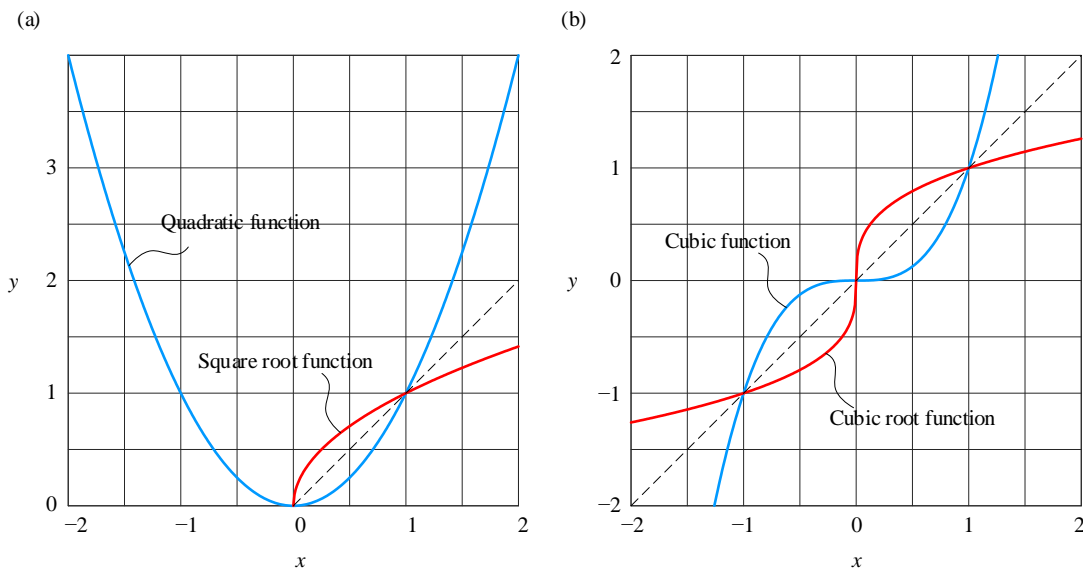 (a)
(b)
3
2
1
0
y
−2
−1
0
1
2
x
Quadratic function
Square root function
2
1
0
−1
−2
y
−2
−1
0
1
2
x
Cubic function
Cubic root function